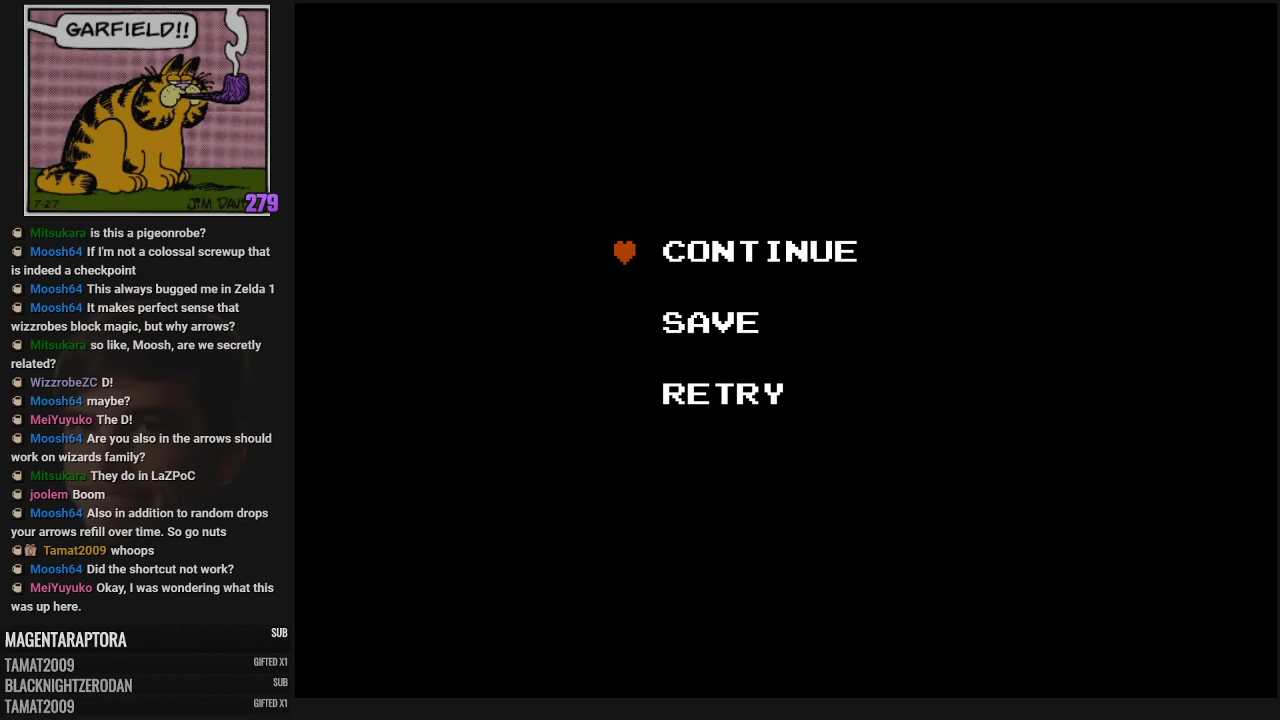 GARFIELD!!
7-27
JIM DAVIS
279
Mitsukara is this a pigeonrobe?
Moosh64 If I'm not a colossal screwup that
is indeed a checkpoint
Moosh64 This always bugged me in Zelda 1
Moosh64 It makes perfect sense that
wizzrobes block magic, but why arrows?
Mitsukara so like, Moosh, are we secretly
related?
WizzrobeZC D!
Moosh64 maybe?
MeiYuyuko The D!
Moosh64 Are you also in the arrows should
work on wizards family?
Mitsukara They do in LaZPoC
joolem Boom
Moosh64 Also in addition to random drops
your arrows refill over time. So go nuts
Tamat2009 whoops
Moosh64 Did the shortcut not work?
MeiYuyuko Okay, I was wondering what this
was up here.
MAGENTARAPTORA SUB
TAMAT2009 GIFTED X1
BLACKNIGHTZERODAN SUB
TAMAT2009 GIFTED X1
CONTINUE
SAVE
RETRY